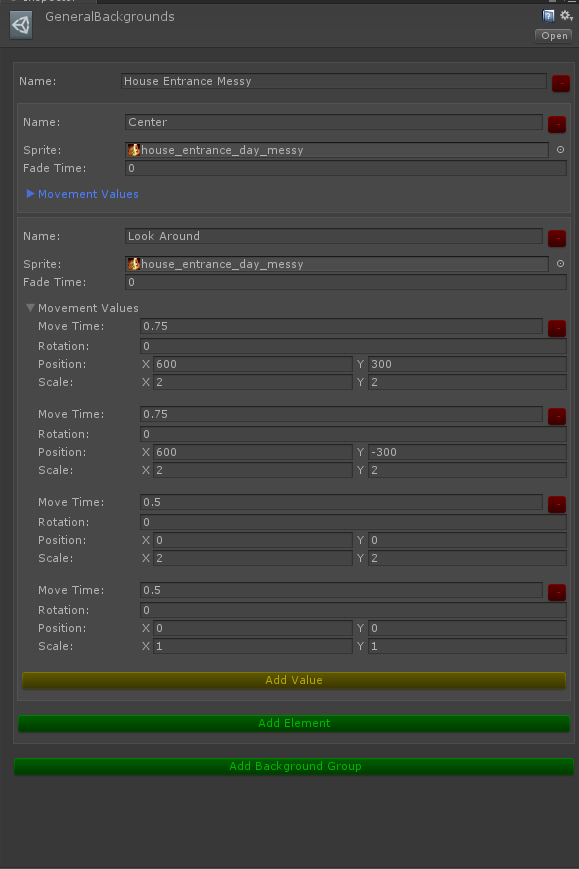 GeneralBackgrounds
Open
Name: House Entrance Messy
Name: Center
Sprite: house_entrance_day_messy
Fade Time: 0
Movement Values
Name: Look Around
Sprite: house_entrance_day_messy
Fade Time: 0
Movement Values
Move Time: 0.75
Rotation: 0
Position: X 600 Y 300
Scale: X 2 Y 2
Move Time: 0.75
Rotation: 0
Position: X 600 Y -300
Scale: X 2 Y 2
Move Time: 0.5
Rotation: 0
Position: X 0 Y 0
Scale: X 2 Y 2
Move Time: 0.5
Rotation: 0
Position: X 0 Y 0
Scale: X 1 Y 1
Add Value
Add Element
Add Background Group